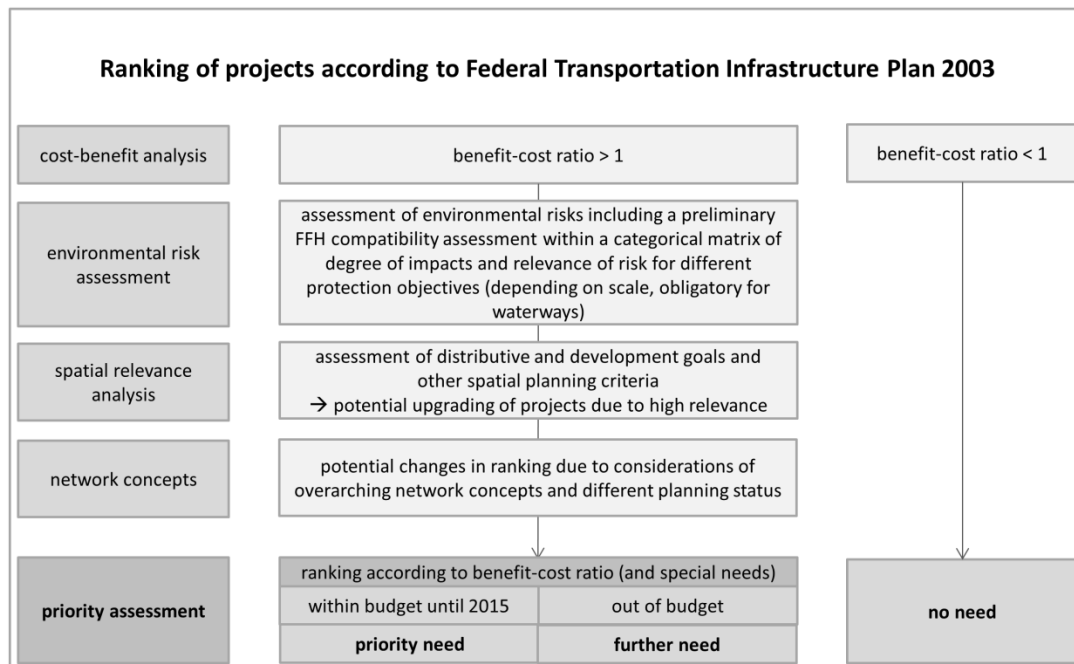 Ranking of projects according to Federal Transportation Infrastructure Plan 2003
cost-benefit analysis
benefit-cost ratio > 1
benefit-cost ratio < 1
environmental risk
assessment
assessment of environmental risks including a preliminary
FFH compatibility assessment within a categorical matrix of
degree of impacts and relevance of risk for different
protection objectives (depending on scale, obligatory for
waterways)
spatial relevance
analysis
assessment of distributive and development goals and
other spatial planning criteria
→ potential upgrading of projects due to high relevance
network concepts
potential changes in ranking due to considerations of
overarching network concepts and different planning status
priority assessment
ranking according to benefit-cost ratio (and special needs)
within budget until 2015
out of budget
priority need
further need
no need